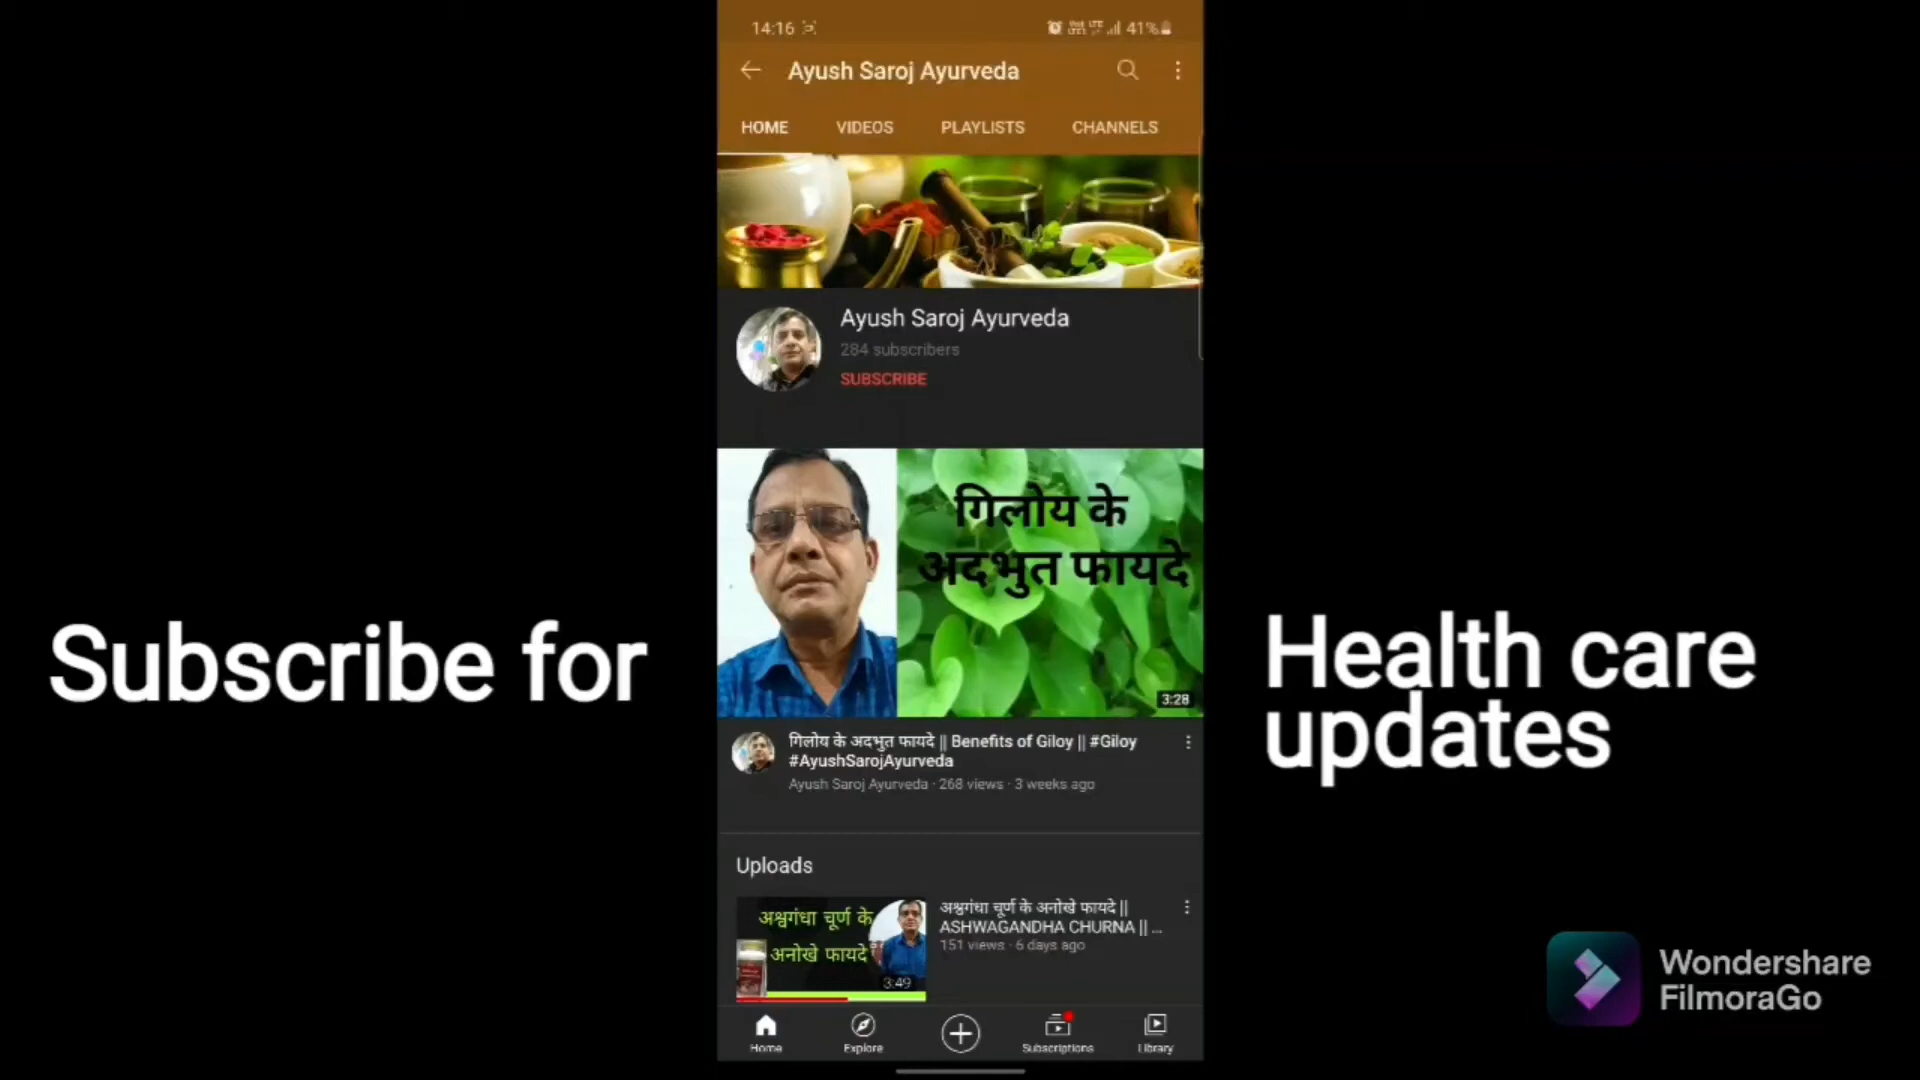 14:16
41%
Ayush Saroj Ayurveda
HOME VIDEOS PLAYLISTS CHANNELS
Ayush Saroj Ayurveda
284 subscribers
SUBSCRIBE
गिलोय के
अदभुत फायदे
3:28
Subscribe for
Health care
updates
गिलोय के अदभुत फायदे || Benefits of Giloy || #Giloy
#AyushSarojAyurveda
Ayush Saroj Ayurveda · 268 views · 3 weeks ago
Uploads
अश्वगंधा चूर्ण के
अनोखे फायदे
3:49
अश्वगंधा चूर्ण के अनोखे फायदे ||
ASHWAGANDHA CHURNA || ...
151 views · 6 days ago
Home Explore Subscriptions Library
Wondershare
FilmoraGo